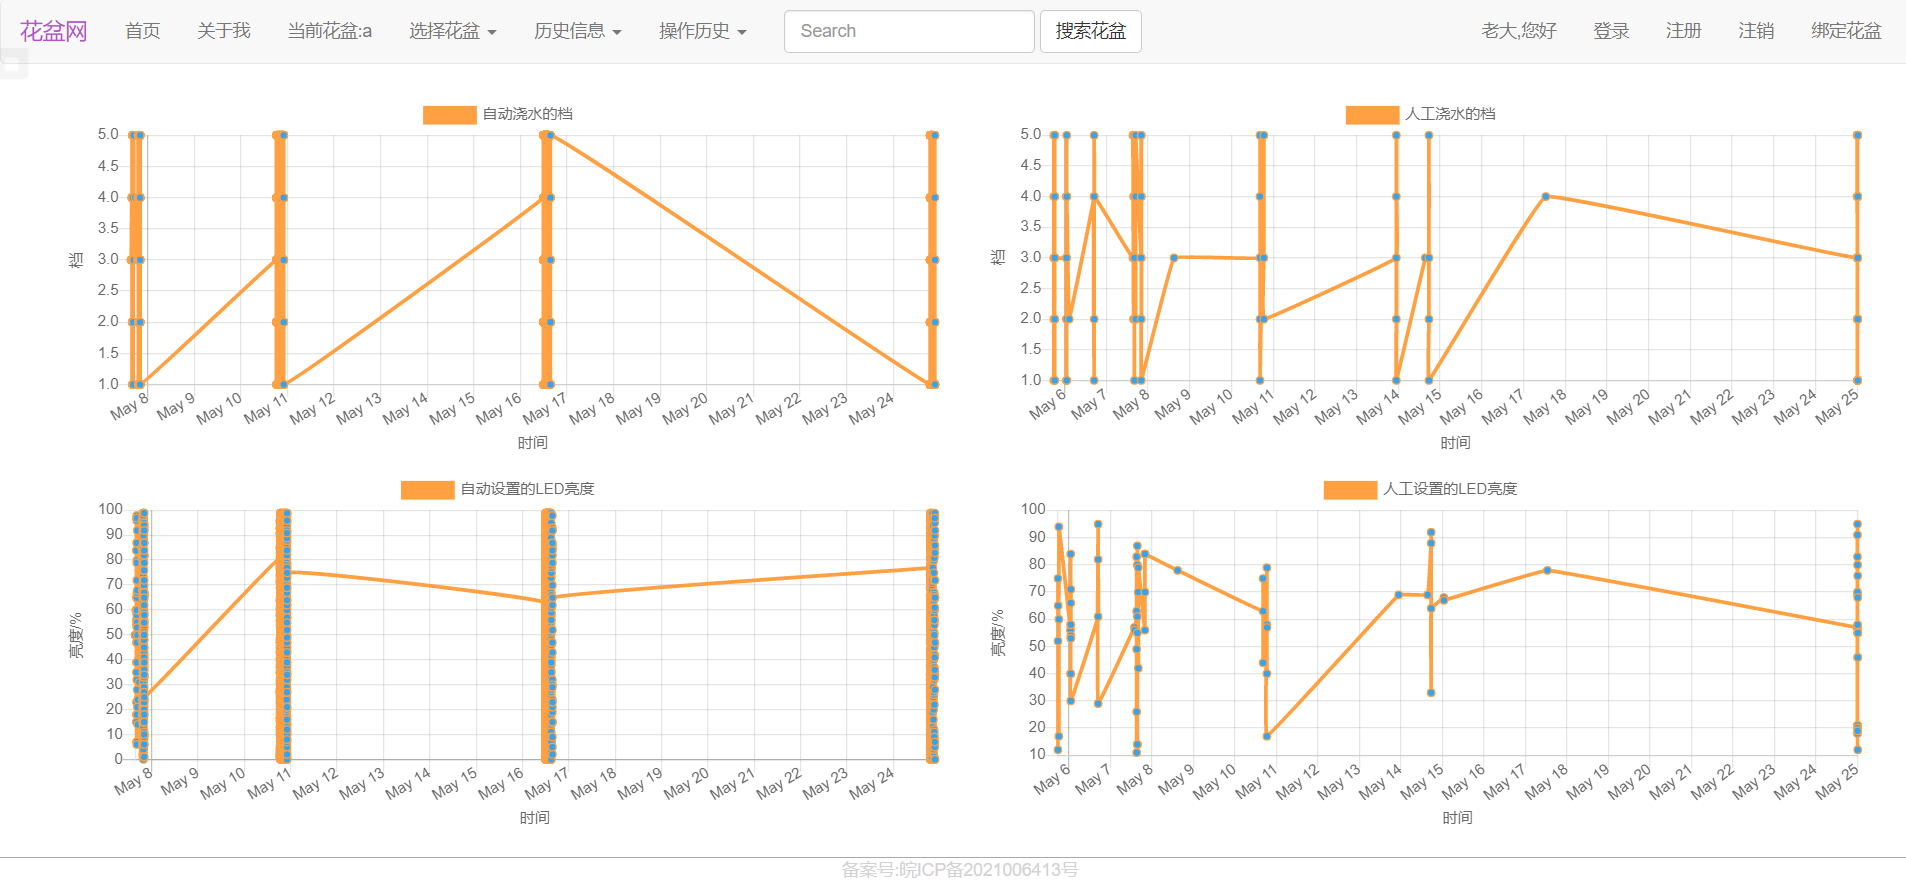 花盆网 首页 关于我 当前花盆:a 选择花盆 历史信息 操作历史 Search 搜索花盆 老大,您好 登录 注册 注销 绑定花盆
自动浇水的档
5.0
4.5
4.0
3.5
3.0
2.5
2.0
1.5
1.0
档
May 8 May 9 May 10 May 11 May 12 May 13 May 14 May 15 May 16 May 17 May 18 May 19 May 20 May 21 May 22 May 23 May 24
时间
人工浇水的档
5.0
4.5
4.0
3.5
3.0
2.5
2.0
1.5
1.0
档
May 6 May 7 May 8 May 9 May 10 May 11 May 12 May 13 May 14 May 15 May 16 May 17 May 18 May 19 May 20 May 21 May 22 May 23 May 24 May 25
时间
自动设置的LED亮度
100
90
80
70
60
50
40
30
20
10
0
亮度/%
May 8 May 9 May 10 May 11 May 12 May 13 May 14 May 15 May 16 May 17 May 18 May 19 May 20 May 21 May 22 May 23 May 24
时间
人工设置的LED亮度
100
90
80
70
60
50
40
30
20
10
亮度/%
May 6 May 7 May 8 May 9 May 10 May 11 May 12 May 13 May 14 May 15 May 16 May 17 May 18 May 19 May 20 May 21 May 22 May 23 May 24 May 25
时间
备案号:皖ICP备2021006413号